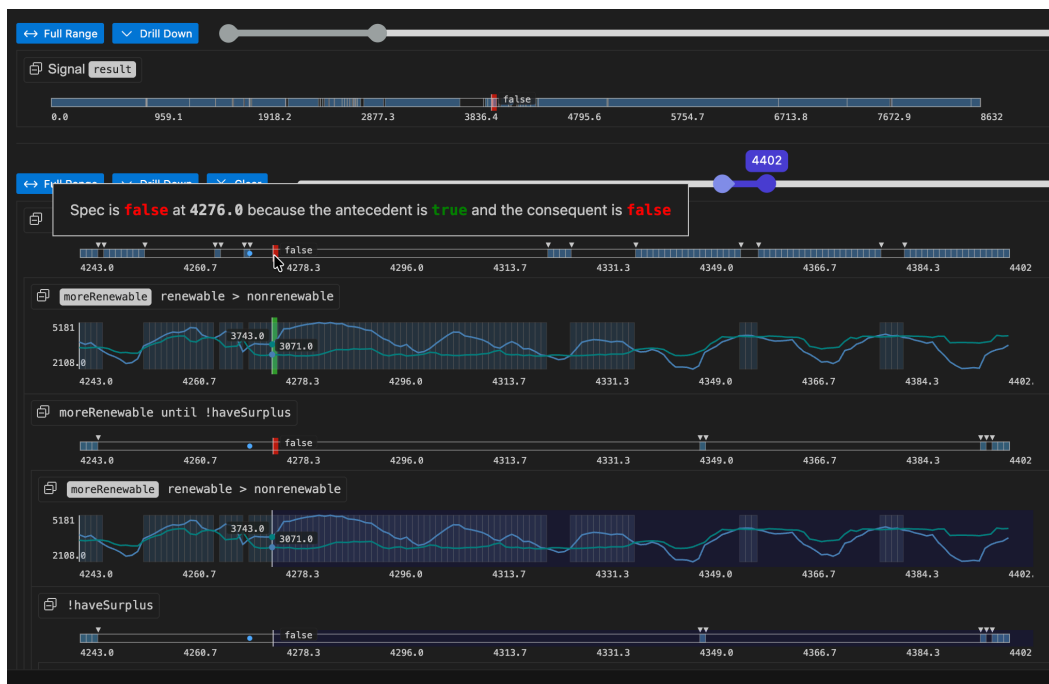 Full Range Drill Down
Signal result
false
0.0 959.1 1918.2 2877.3 3836.4 4795.6 5754.7 6713.8 7672.9 8632
4402
Spec is false at 4276.0 because the antecedent is true and the consequent is false
false
4243.0 4260.7 4278.3 4296.0 4313.7 4331.3 4349.0 4366.7 4384.3 4402
moreRenewable renewable > nonrenewable
5181
3743.0
3071.0
2108.0
4243.0 4260.7 4278.3 4296.0 4313.7 4331.3 4349.0 4366.7 4384.3 4402.
moreRenewable until !haveSurplus
false
4243.0 4260.7 4278.3 4296.0 4313.7 4331.3 4349.0 4366.7 4384.3 4402
moreRenewable renewable > nonrenewable
5181
3743.0
3071.0
2108.0
4243.0 4260.7 4278.3 4296.0 4313.7 4331.3 4349.0 4366.7 4384.3 4402.
!haveSurplus
false
4243.0 4260.7 4278.3 4296.0 4313.7 4331.3 4349.0 4366.7 4384.3 4402